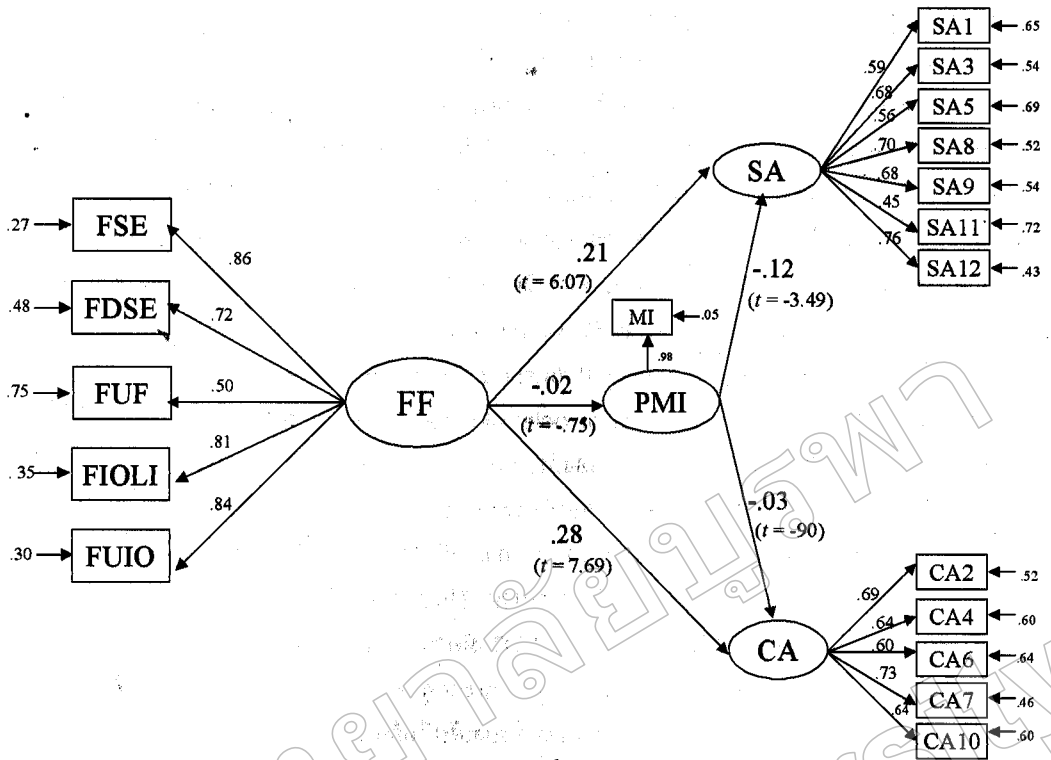 SA1
.65
.59
SA3
.54
.68
SA5
.69
.56
SA8
.52
.70
SA
SA9
.54
.68
SA11
.72
.45
SA12
.43
.76
.27
FSE
.86
.48
FDSE
.72
.75
FUF
.50
.35
FIOLI
.81
.30
FUIO
.84
FF
.21
(t = 6.07)
-.12
(t = -3.49)
MI
.05
.98
-.02
(t = -.75)
PMI
.28
(t = 7.69)
-.03
(t = -90)
CA
CA2
.52
.69
CA4
.60
.64
CA6
.64
.60
CA7
.46
.73
CA10
.60
.64